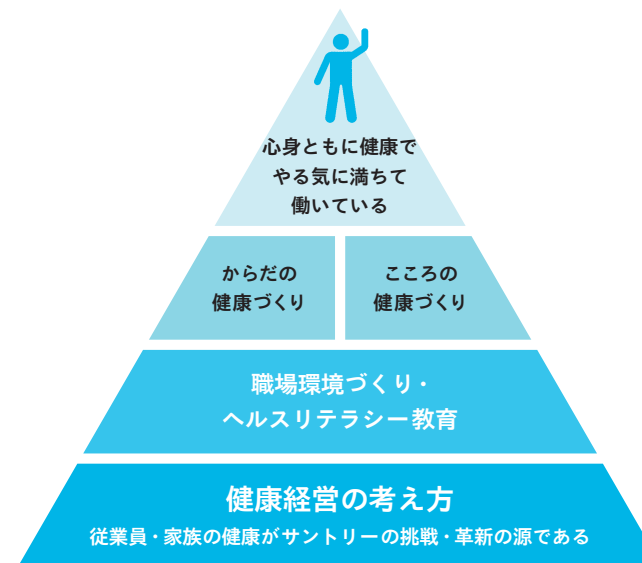 心身ともに健康で
やる気に満ちて
働いている
からだの
健康づくり
こころの
健康づくり
職場環境づくり・
ヘルスリテラシー教育
健康経営の考え方
従業員・家族の健康がサントリーの挑戦・革新の源である